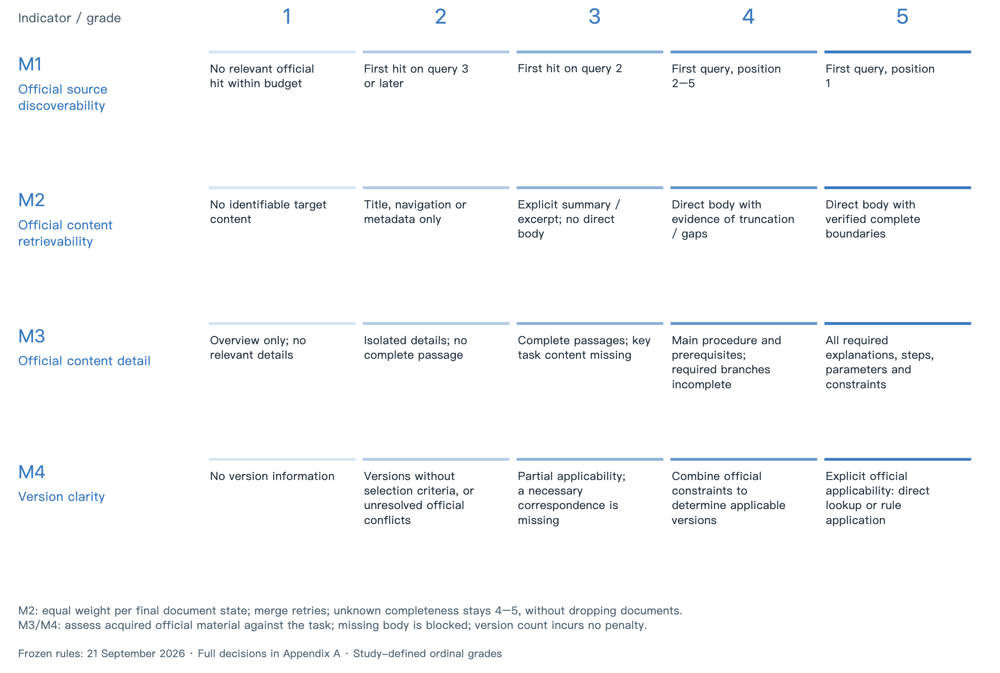 Indicator / grade
1
2
3
4
5
M1
Official source
discoverability
No relevant official
hit within budget
First hit on query 3
or later
First hit on query 2
First query, position
2—5
First query, position
1
M2
Official content
retrievability
No identifiable target
content
Title, navigation or
metadata only
Explicit summary /
excerpt; no direct
body
Direct body with
evidence of truncation
/ gaps
Direct body with
verified complete
boundaries
M3
Official content detail
Overview only; no
relevant details
Isolated details; no
complete passage
Complete passages; key
task content missing
Main procedure and
prerequisites;
required branches
incomplete
All required
explanations, steps,
parameters and
constraints
M4
Version clarity
No version information
Versions without
selection criteria, or
unresolved official
conflicts
Partial applicability;
a necessary
correspondence is
missing
Combine official
constraints to
determine applicable
versions
Explicit official
applicability: direct
lookup or rule
application
M2: equal weight per final document state; merge retries; unknown completeness stays 4—5, without dropping documents.
M3/M4: assess acquired official material against the task; missing body is blocked; version count incurs no penalty.
Frozen rules: 21 September 2026 · Full decisions in Appendix A · Study–defined ordinal grades